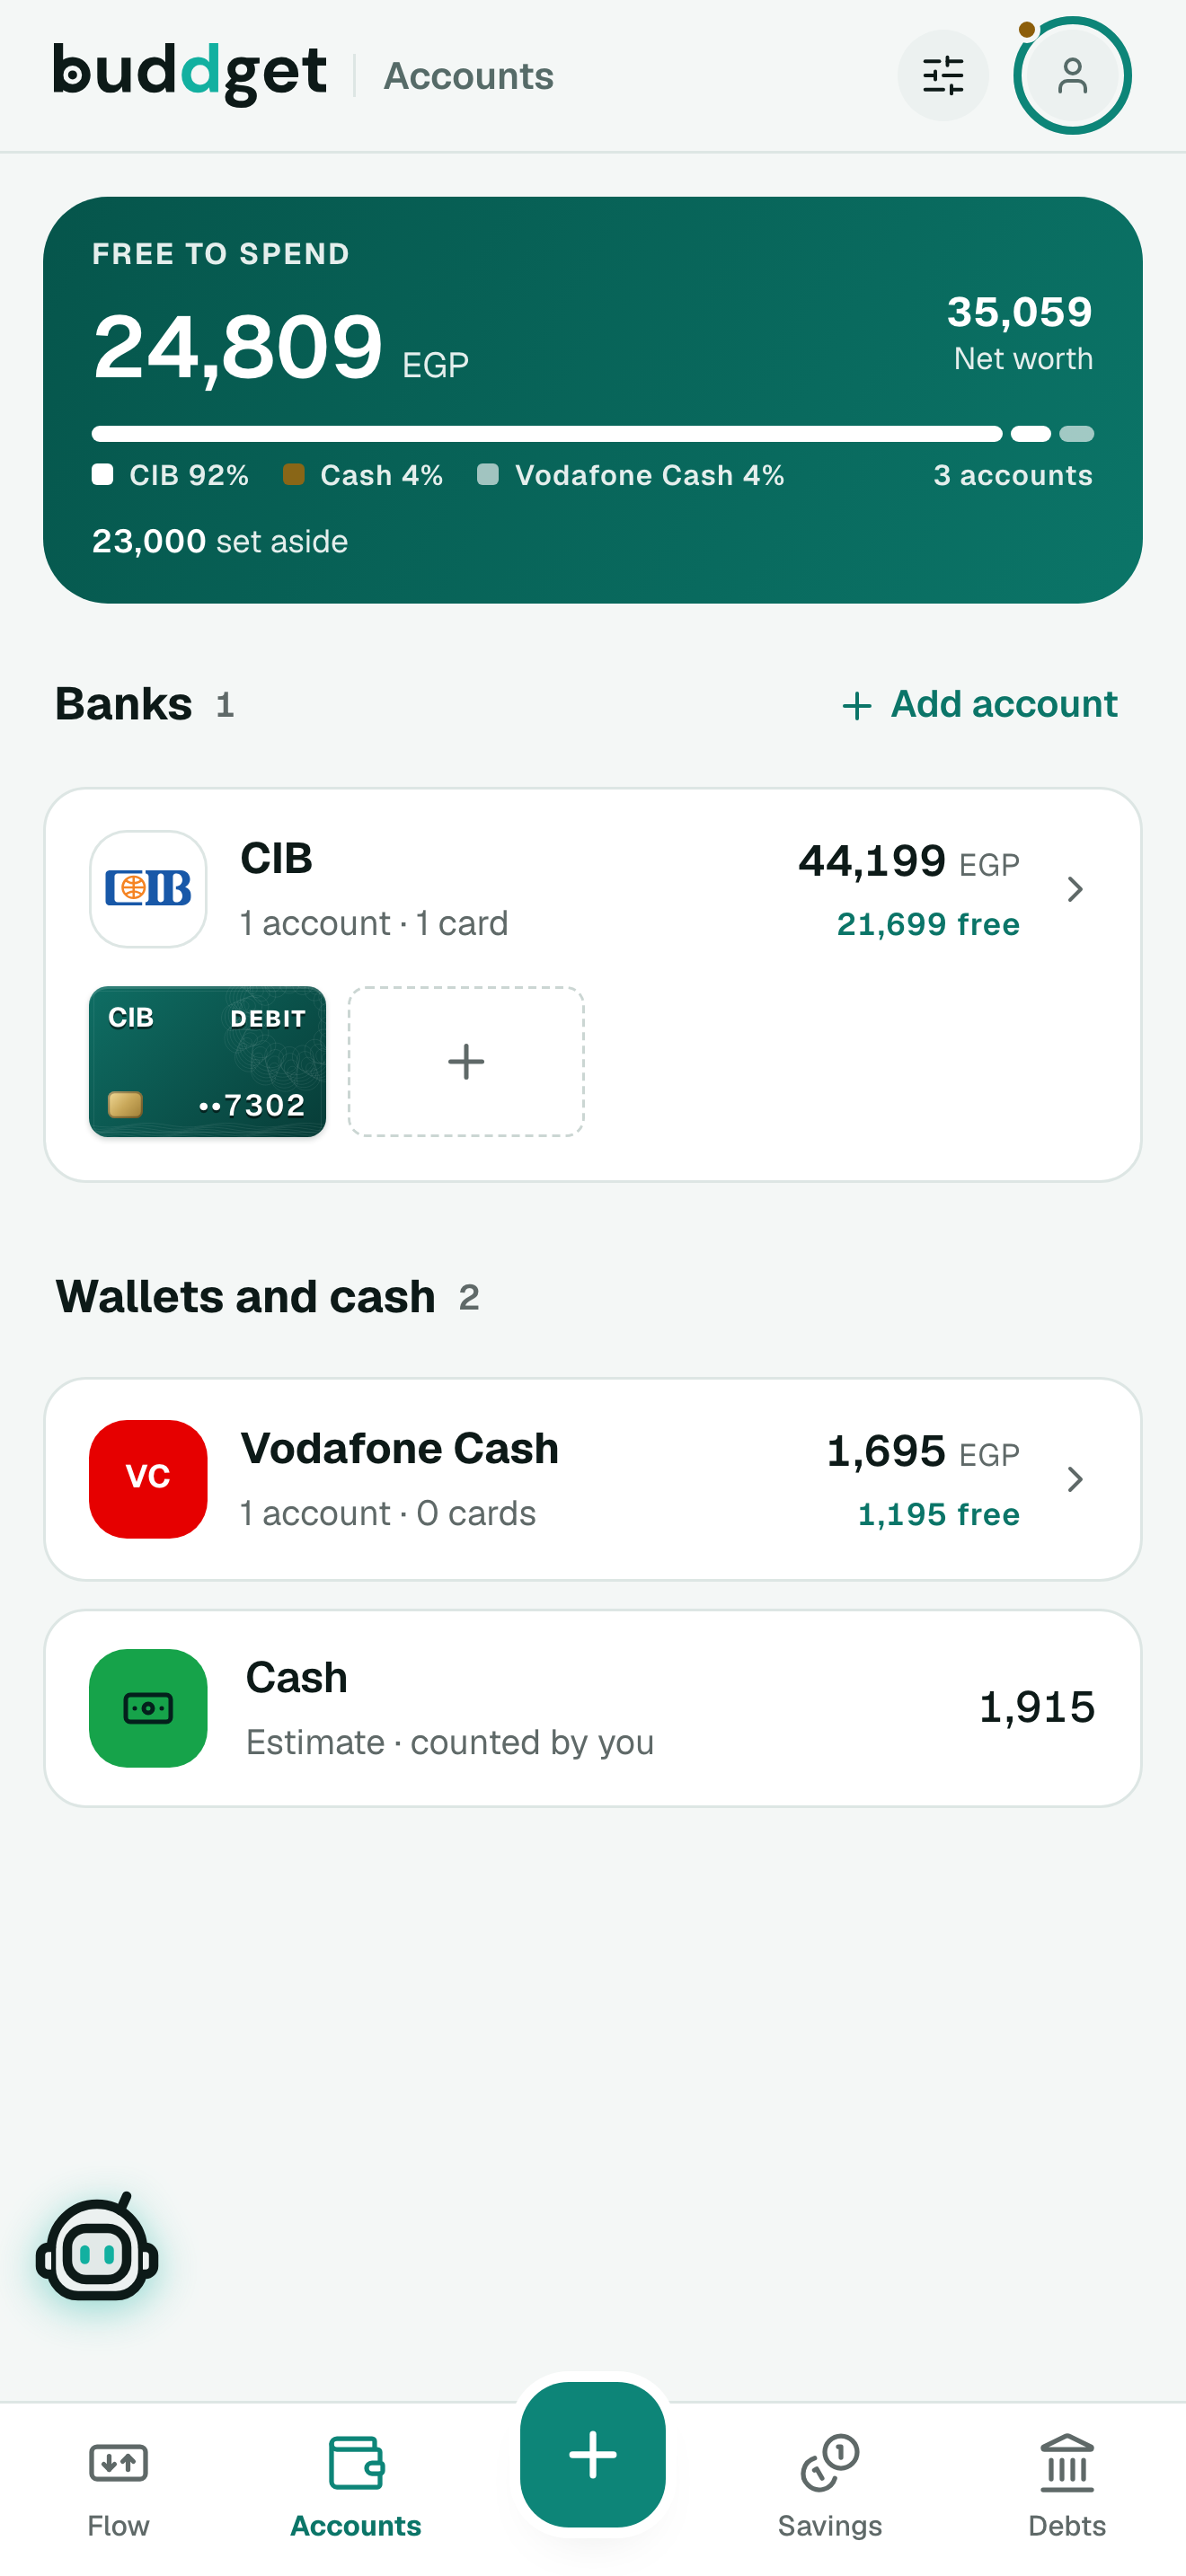 buddget | Accounts
FREE TO SPEND
24,809 EGP
35,059
Net worth
CIB 92% Cash 4% Vodafone Cash 4% 3 accounts
23,000 set aside
Banks 1 + Add account
CIB
44,199 EGP
1 account · 1 card
21,699 free
CIB DEBIT
••7302
Wallets and cash 2
VC
Vodafone Cash
1,695 EGP
1 account · 0 cards
1,195 free
Cash
Estimate · counted by you
1,915
Flow Accounts Savings Debts